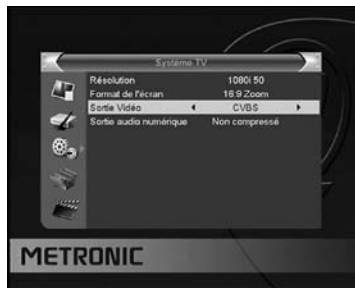 Système TV
Résolution 1080i 50
Format de l'écran 16:9 Zoom
Sortie Vidéo CVBS
Sortie audio numérique Non compressé
METRONIC